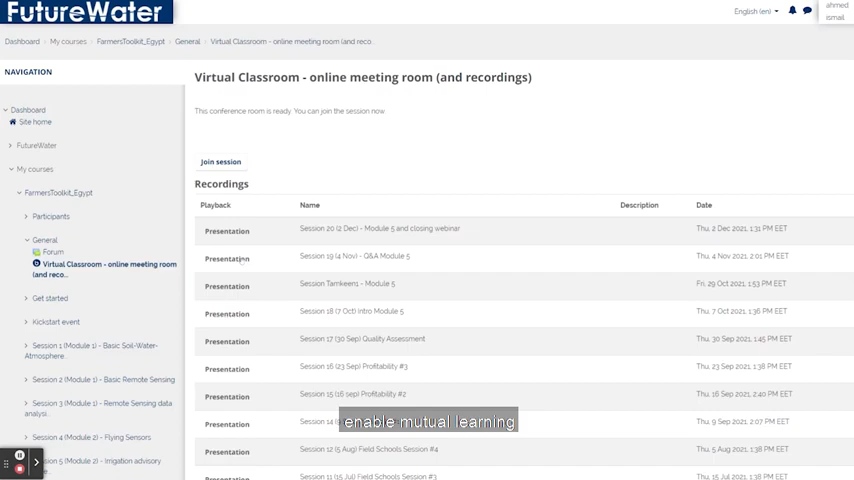 FutureWater
English (en)
ahmed
ismail
Dashboard My courses FarmersToolkit_Egypt General Virtual Classroom - online meeting room (and reco...
NAVIGATION
Dashboard
Site home
FutureWater
My courses
FarmersToolkit_Egypt
Participants
General
Forum
Virtual Classroom - online meeting room
(and reco...
Get started
Kickstart event
Session 1 (Module 1) - Basic Soil-Water-
Atmosphere...
Session 2 (Module 1) - Basic Remote Sensing
Session 3 (Module 1) - Remote Sensing data
analysi...
Session 4 (Module 2) - Flying Sensors
5 (Module 2) - Irrigation advisory
Virtual Classroom - online meeting room (and recordings)
This conference room is ready. You can join the session now.
Join session
Recordings
Playback Name Description Date
Presentation Session 20 (2 Dec) - Module 5 and closing webinar Thu, 2 Dec 2021, 1:31 PM EET
Presentation Session 19 (4 Nov) - Q&A Module 5 Thu, 4 Nov 2021, 2:01 PM EET
Presentation Session Tamkeen1 - Module 5 Fri, 29 Oct 2021, 1:53 PM EET
Presentation Session 18 (7 Oct) Intro Module 5 Thu, 7 Oct 2021, 1:36 PM EET
Presentation Session 17 (30 Sep) Quality Assessment Thu, 30 Sep 2021, 1:45 PM EET
Presentation Session 16 (23 Sep) Profitability #3 Thu, 23 Sep 2021, 1:38 PM EET
Presentation Session 15 (16 sep) Profitability #2 Thu, 16 Sep 2021, 2:40 PM EET
Presentation Session 14 Thu, 9 Sep 2021, 2:07 PM EET
enable mutual learning
Presentation Session 12 (5 Aug) Field Schools Session #4 Thu, 5 Aug 2021, 1:38 PM EET
Presentation Session 11 (15 Jul) Field Schools Session #3 Thu, 15 Jul 2021, 1:38 PM EET